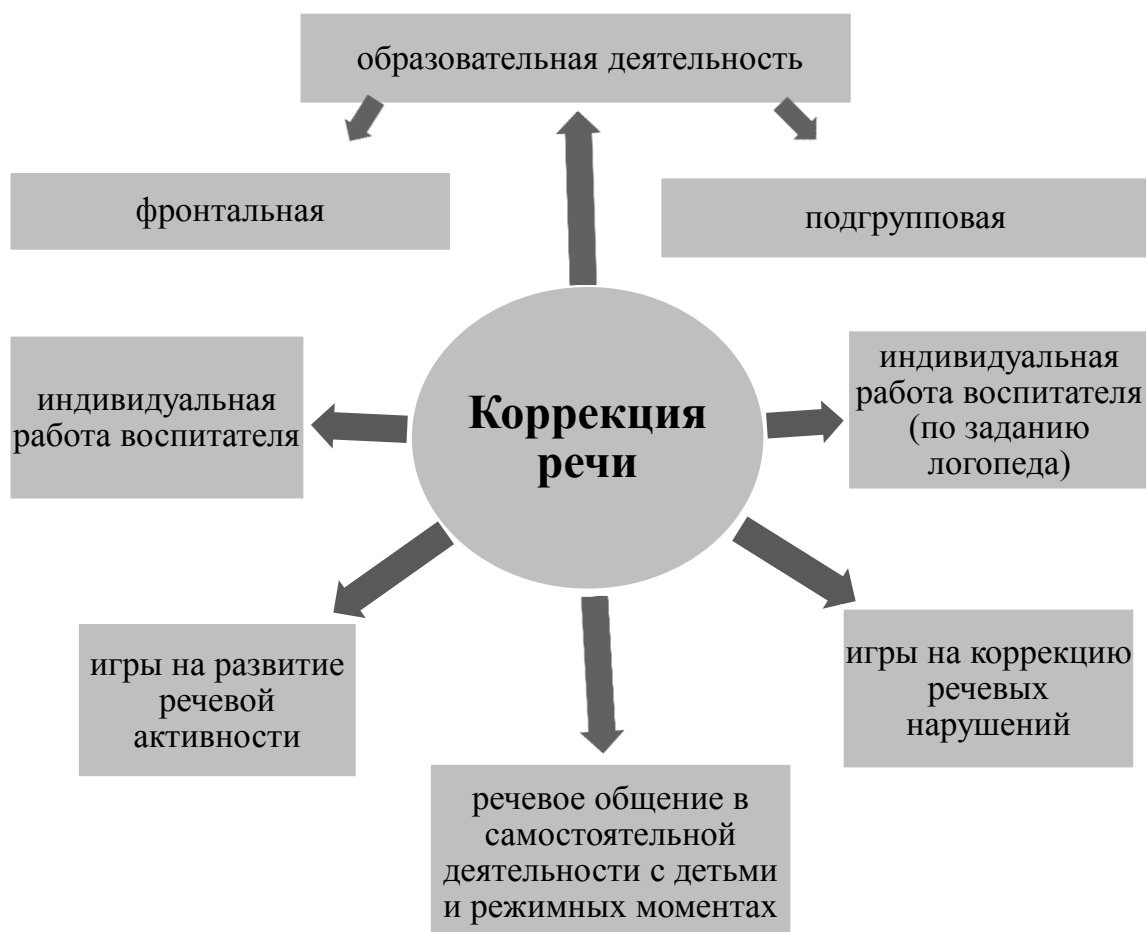 образовательная деятельность
фронтальная
подгрупповая
индивидуальная
работа воспитателя
Коррекция
речи
индивидуальная
работа воспитателя
(по заданию
логопеда)
игры на развитие
речевой
активности
игры на коррекцию
речевых
нарушений
речевое общение в
самостоятельной
деятельности с детьми
и режимных моментах